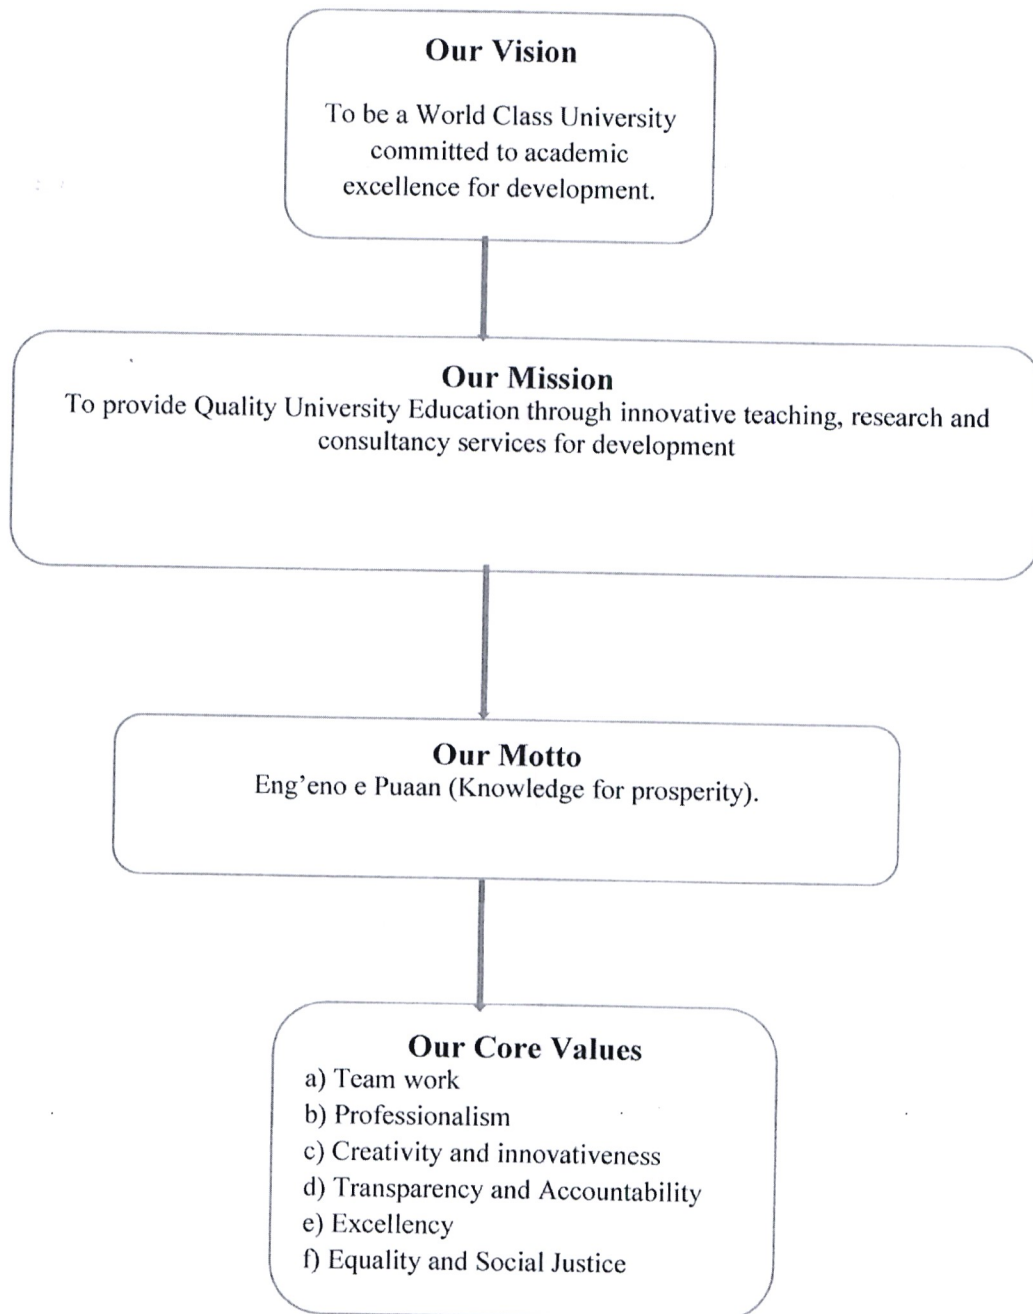 Our Vision
To be a World Class University
committed to academic
excellence for development.
Our Mission
To provide Quality University Education through innovative teaching, research and
consultancy services for development
Our Motto
Eng’eno e Puaan (Knowledge for prosperity).
Our Core Values
a) Team work
b) Professionalism
c) Creativity and innovativeness
d) Transparency and Accountability
e) Excellency
f) Equality and Social Justice